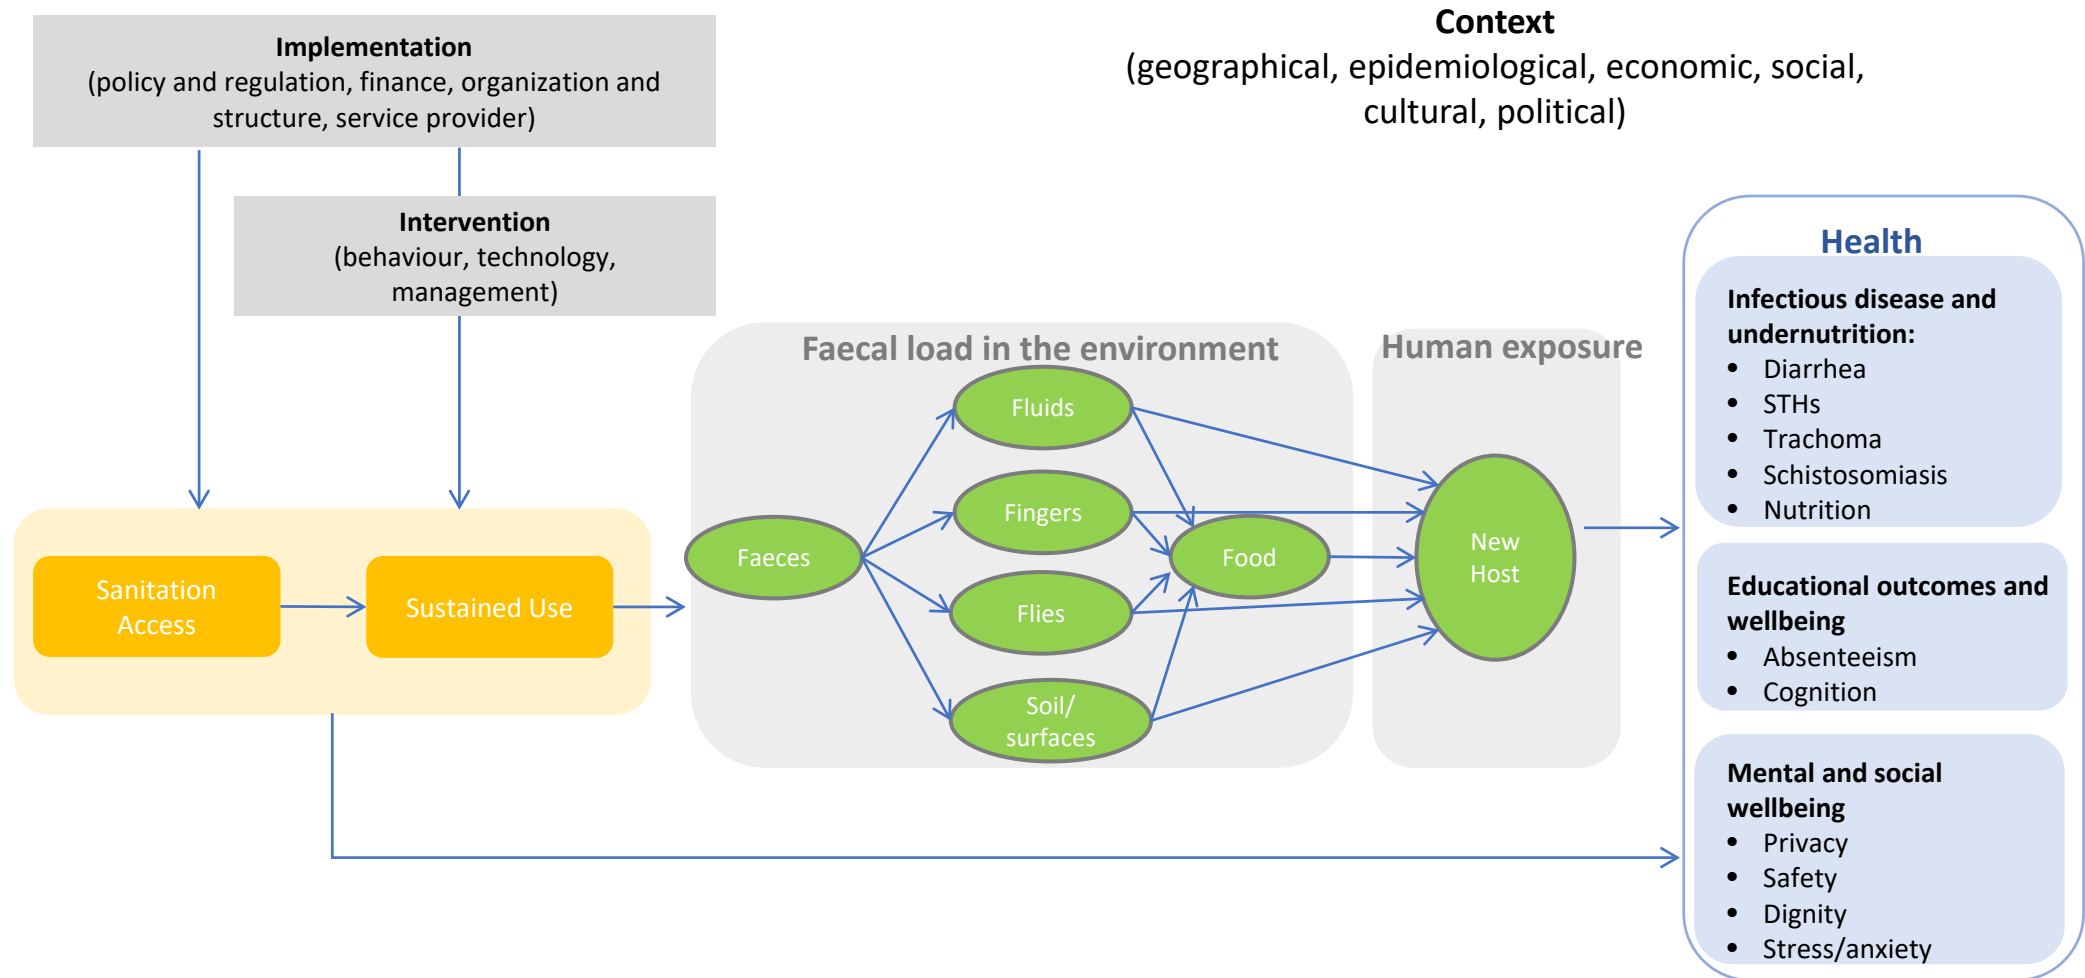 Implementation
(policy and regulation, finance, organization and
structure, service provider)
Context
(geographical, epidemiological, economic, social,
cultural, political)
Intervention
(behaviour, technology,
management)
Sanitation
Access
Sustained Use
Faecal load in the environment
Faeces
Fluids
Fingers
Flies
Soil/
surfaces
Food
Human exposure
New
Host
Health
Infectious disease and
undernutrition:
• Diarrhea
• STHs
• Trachoma
• Schistosomiasis
• Nutrition
Educational outcomes and
wellbeing
• Absenteeism
• Cognition
Mental and social
wellbeing
• Privacy
• Safety
• Dignity
• Stress/anxiety